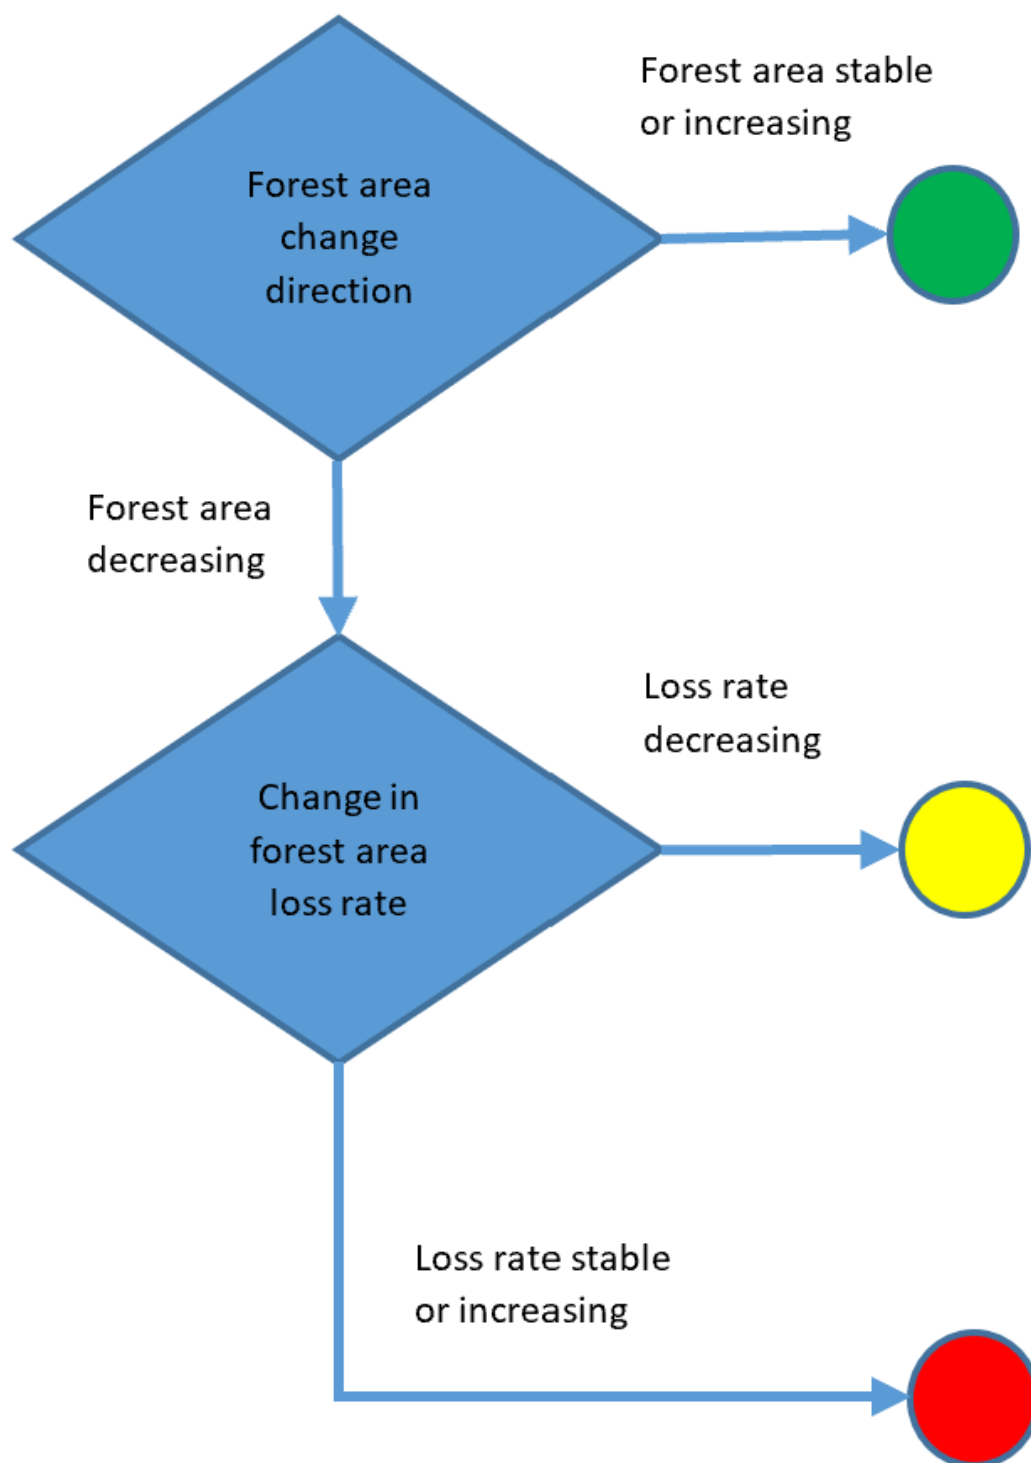 Forest area stable
or increasing
Forest area
change
direction
Forest area
decreasing
Loss rate
decreasing
Change in
forest area
loss rate
Loss rate stable
or increasing